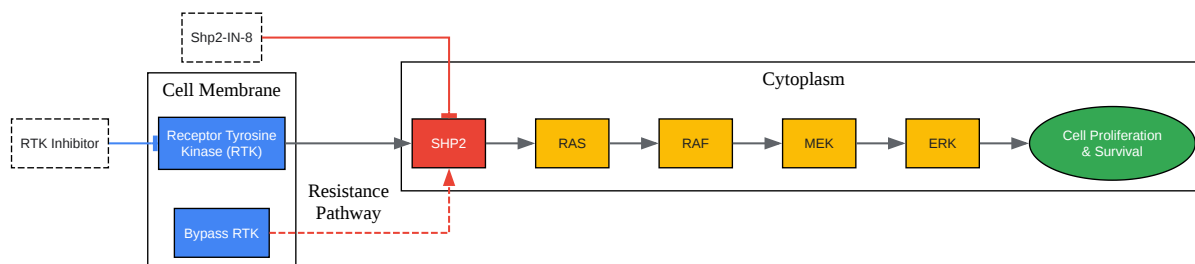 Shp2-IN-8
Cell Membrane
Cytoplasm
RTK Inhibitor
Receptor Tyrosine
Kinase (RTK)
SHP2
RAS
RAF
MEK
ERK
Cell Proliferation
& Survival
Resistance
Pathway
Bypass RTK